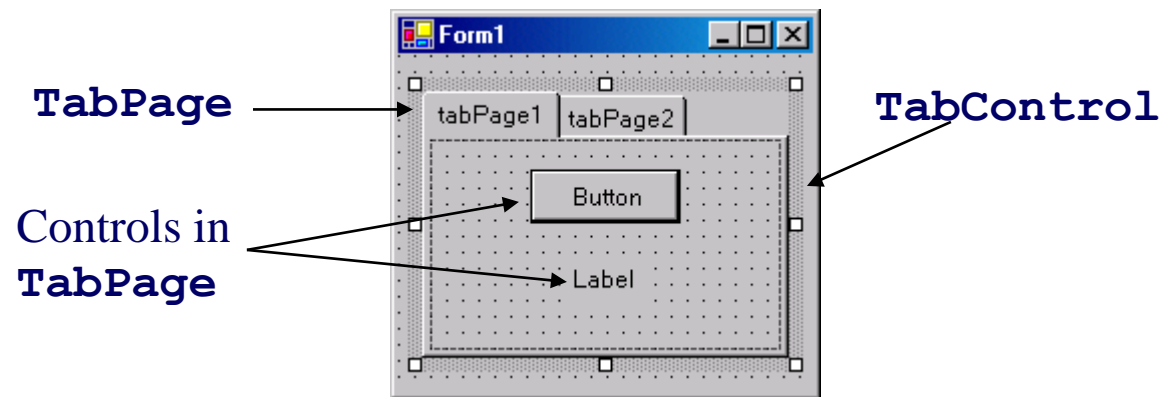 Form1
TabPage
TabControl
tabPage1 tabPage2
Button
Controls in
TabPage
Label